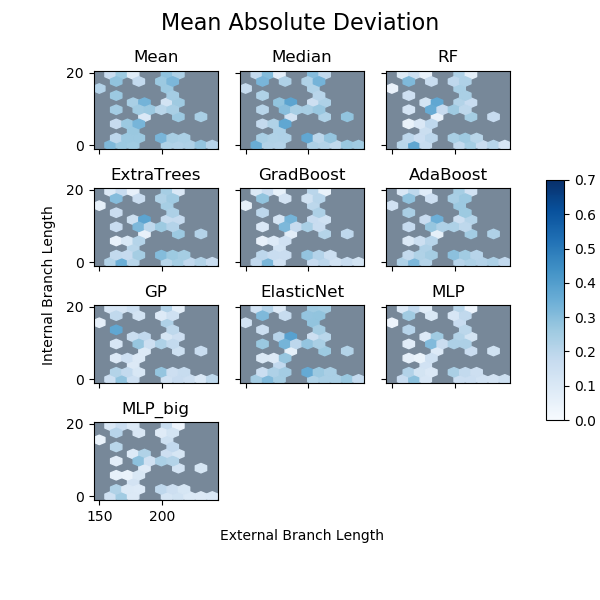 Mean Absolute Deviation
Mean
Median
RF
20
0
ExtraTrees
GradBoost
AdaBoost
20
0
GP
ElasticNet
MLP
20
0
MLP_big
20
0
150
200
Internal Branch Length
External Branch Length
0.7
0.6
0.5
0.4
0.3
0.2
0.1
0.0